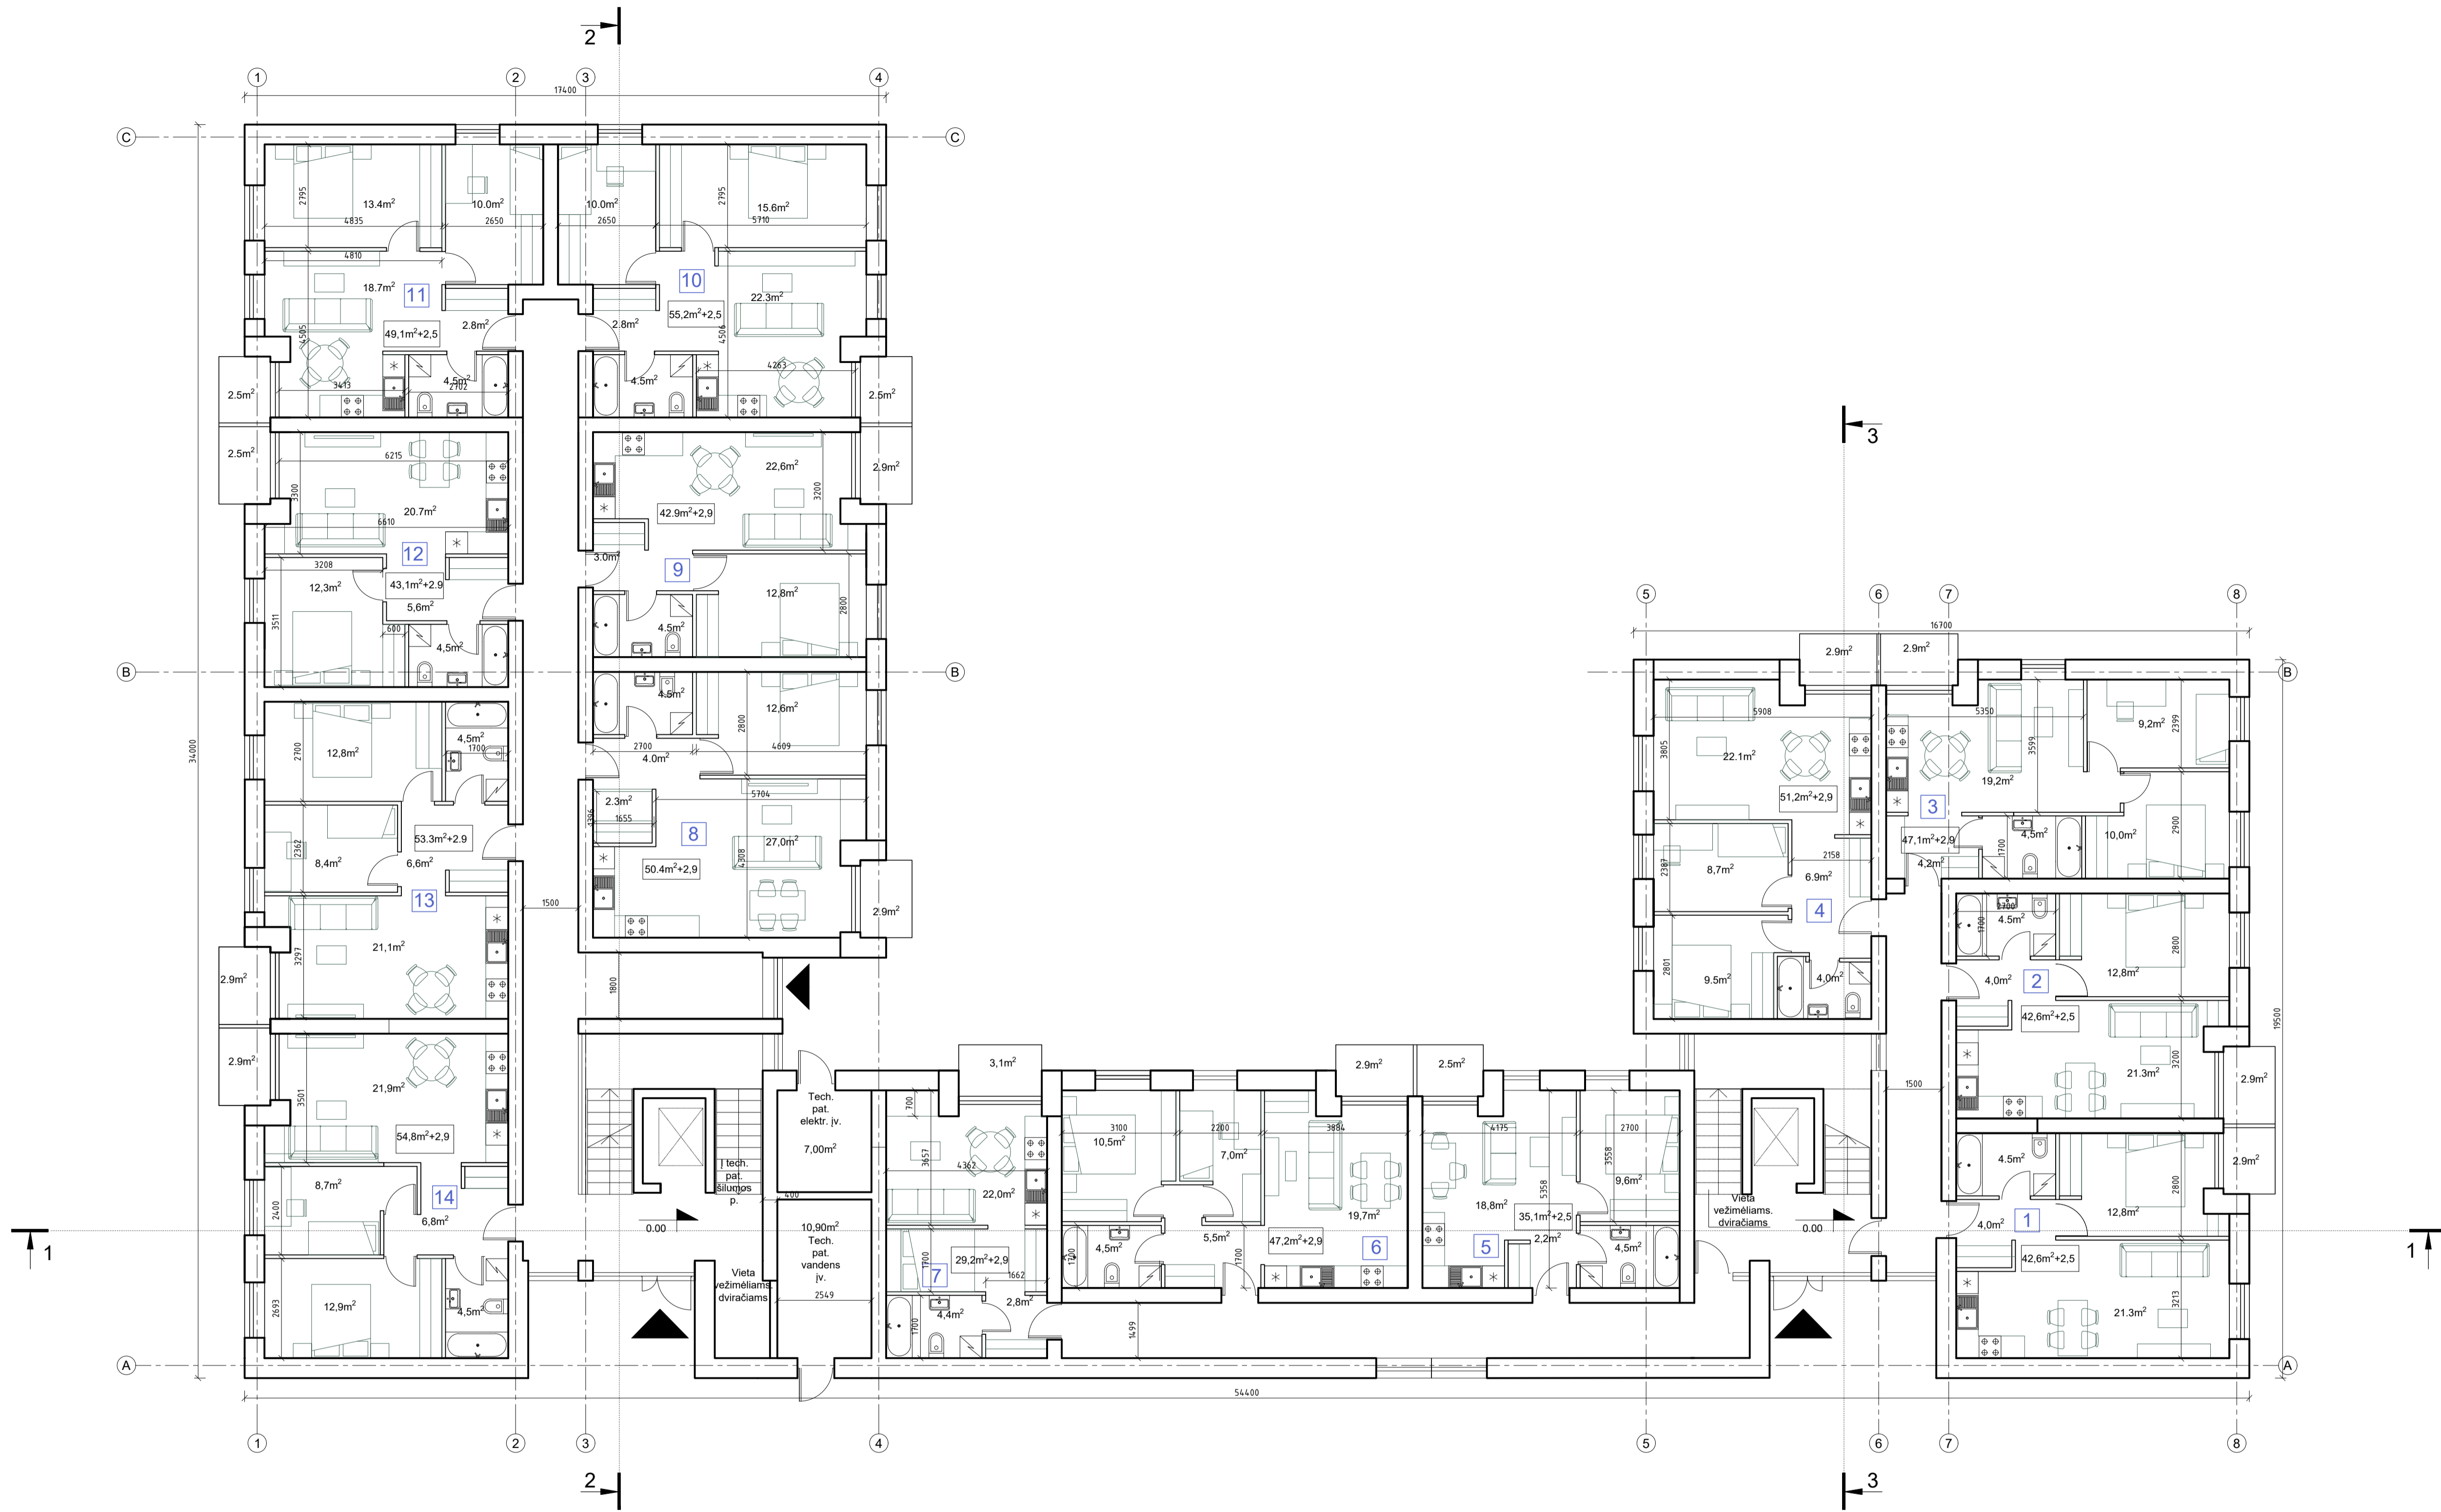 2
1
2
3
4
17400
C
C
13.4m²
10.0m²
10.0m²
15.6m²
2795
2795
4835
2650
2650
5710
4810
18.7m²
11
10
22.3m²
49,1m²+2,5
2.8m²
2.8m²
55,2m²+2,5
4505
4506
3413
4.5m²
2702
4.5m²
4263
2.5m²
2.5m²
2.5m²
6215
22,6m²
2.9m²
3300
3200
20.7m²
42.9m²+2,9
6610
12
3.0m²
9
3208
12,3m²
43,1m²+2.9
12,8m²
5,6m²
2800
3511
600
4,5m²
4.5m²
B
B
34000
4,5m²
12,8m²
1700
2700
4.5m²
12,6m²
2800
2700
4609
4.0m²
53.3m²+2.9
8,4m²
6,6m²
2362
13
2.3m²
1396
1655
5704
8
27,0m²
50.4m²+2,9
4308
1500
21,1m²
3297
2.9m²
2.9m²
1800
2.9m²
21,9m²
3501
54,8m²+2,9
8,7m²
14
6,8m²
2400
12,9m²
2693
4,5m²
Tech.
pat.
elektr. įv.
7,00m²
Į tech.
pat.
šilumos
p.
400
0.00
10,90m²
Tech.
pat.
vandens
įv.
Vieta
vežimėliams.
dviračiams
2549
3,1m²
700
3657
4362
22,0m²
29,2m²+2,9
7
1700
1662
2,8m²
4,4m²
1700
2.9m²
2.5m²
3100
2200
3884
10,5m²
7,0m²
19,7m²
4,5m²
1700
5,5m²
1700
47,2m²+2,9
6
1499
4175
2700
3558
5358
9,6m²
18,8m²
35,1m²+2,5
5
2,2m²
4,5m²
3
5
6
7
8
16700
2.9m²
2.9m²
B
5908
5350
3805
22.1m²
3599
9,2m²
2399
19,2m²
51,2m²+2,9
3
47,1m²+2,9
4,5m²
10,0m²
2900
1700
4.2m²
2158
8,7m²
2387
6.9m²
4
2801
9.5m²
4,0m²
2700
4.5m²
1700
2800
12,8m²
4,0m²
2
42,6m²+2,5
3200
21.3m²
2.9m²
1500
19500
4.5m²
2.9m²
2800
12,8m²
4,0m²
1
42,6m²+2,5
21.3m²
3213
Vieta
vežimėliams.
dviračiams
0.00
1
1
A
A
54400
1
2
3
4
5
6
7
8
2
3